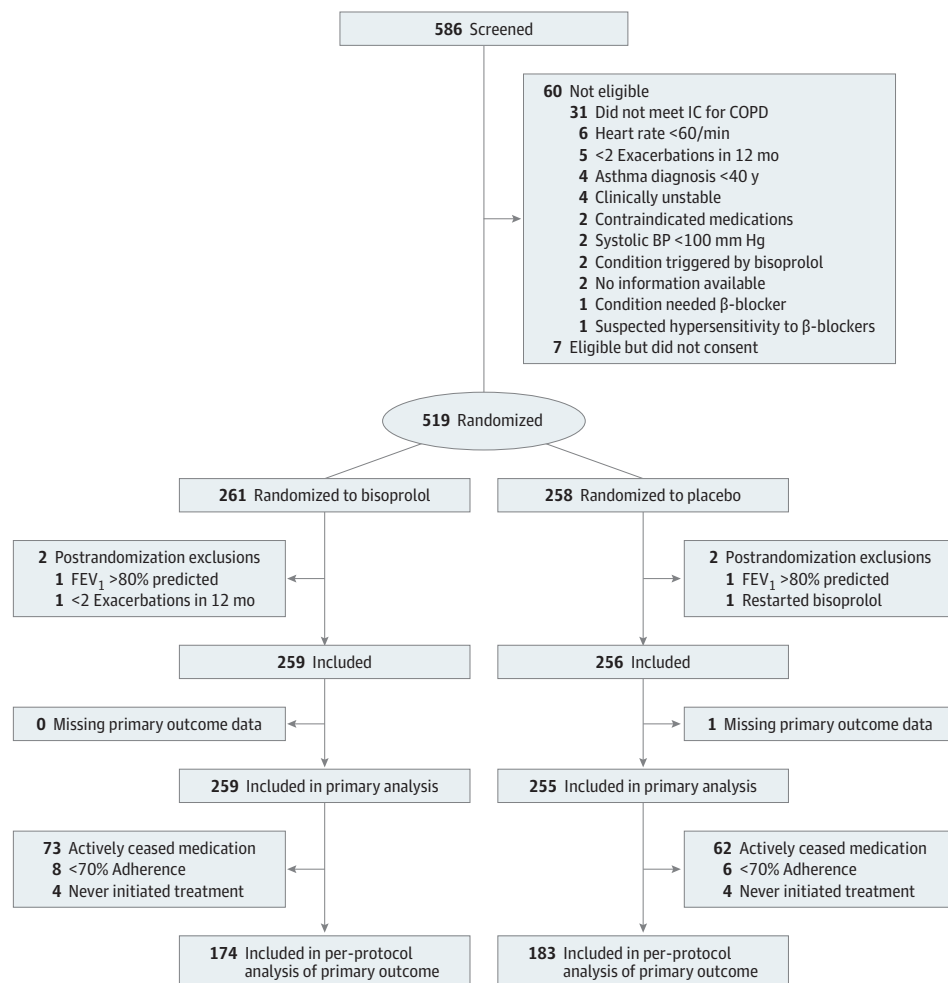 586 Screened
60 Not eligible
31 Did not meet IC for COPD
6 Heart rate <60/min
5 <2 Exacerbations in 12 mo
4 Asthma diagnosis <40 y
4 Clinically unstable
2 Contraindicated medications
2 Systolic BP <100 mm Hg
2 Condition triggered by bisoprolol
2 No information available
1 Condition needed β-blocker
1 Suspected hypersensitivity to β-blockers
7 Eligible but did not consent
519 Randomized
261 Randomized to bisoprolol
258 Randomized to placebo
2 Postrandomization exclusions
1 FEV1 >80% predicted
1 <2 Exacerbations in 12 mo
2 Postrandomization exclusions
1 FEV1 >80% predicted
1 Restarted bisoprolol
259 Included
256 Included
0 Missing primary outcome data
1 Missing primary outcome data
259 Included in primary analysis
255 Included in primary analysis
73 Actively ceased medication
8 <70% Adherence
4 Never initiated treatment
62 Actively ceased medication
6 <70% Adherence
4 Never initiated treatment
174 Included in per-protocol
analysis of primary outcome
183 Included in per-protocol
analysis of primary outcome